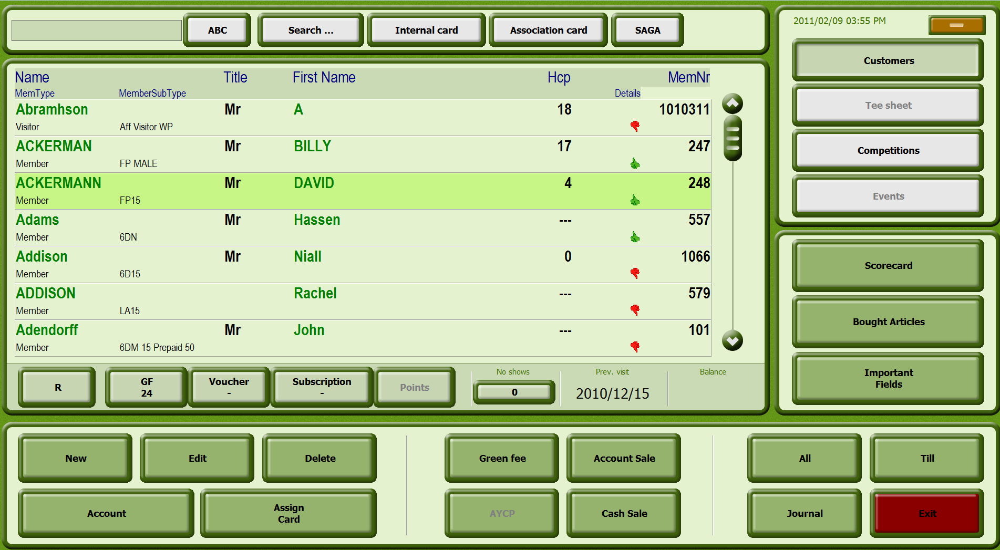 ABC Search ... Internal card Association card SAGA
2011/02/09 03:55 PM
Customers
Tee sheet
Competitions
Events
Name Title First Name Hcp MemNr
MemType MemberSubType Details
Abramhson Mr A 18 1010311
Visitor Aff Visitor WP
ACKERMAN Mr BILLY 17 247
Member FP MALE
ACKERMANN Mr DAVID 4 248
Member FP15
Adams Mr Hassen --- 557
Member 6DN
Addison Mr Niall 0 1066
Member 6D15
ADDISON Rachel --- 579
Member LA15
Adendorff Mr John --- 101
Member 6DM 15 Prepaid 50
Scorecard
Bought Articles
Important
Fields
R
GF
24
Voucher
-
Subscription
-
Points
No shows
0
Prev. visit
2010/12/15
Balance
New Edit Delete Green fee Account Sale All Till
Account
Assign
Card
AYCP Cash Sale Journal Exit